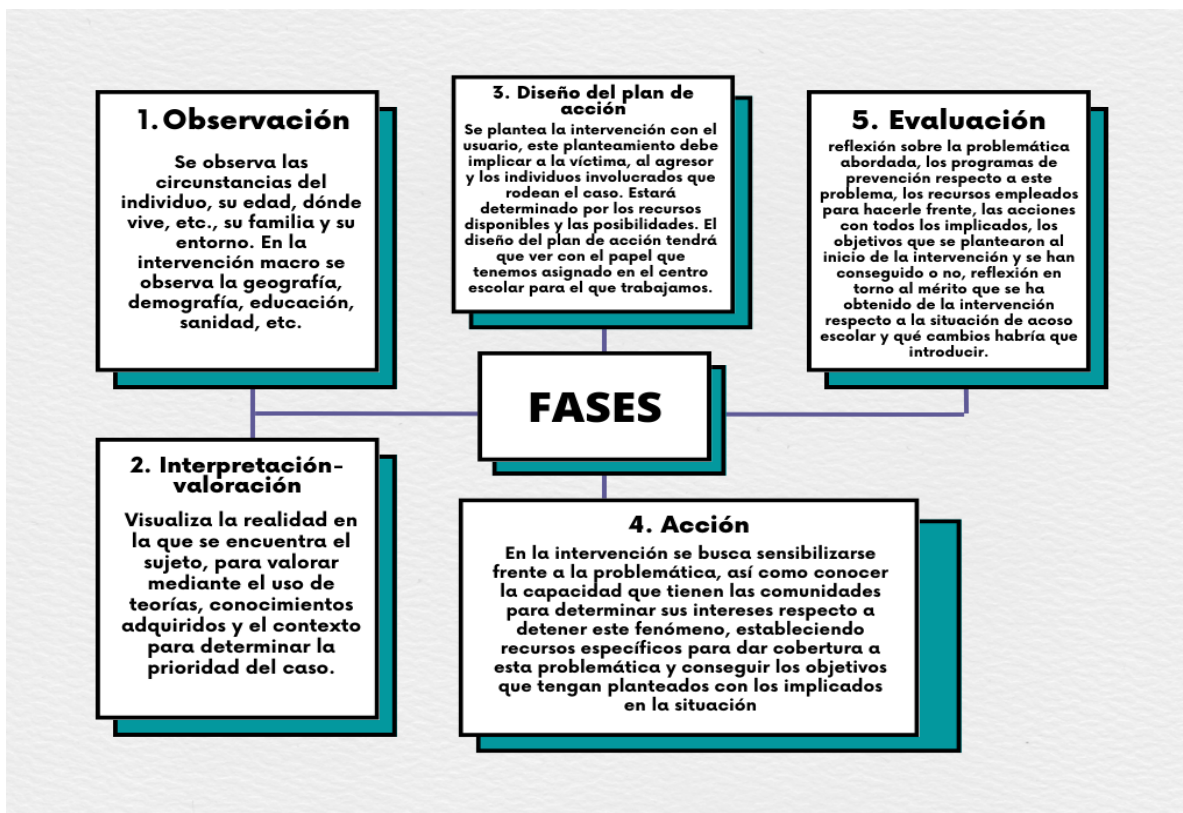 1. Observación
Se observa las
circunstancias del
individuo, su edad, dónde
vive, etc., su familia y su
entorno. En la
intervención macro se
observa la geografía,
demografía, educación,
sanidad, etc.
2. Interpretación-
valoración
Visualiza la realidad en
la que se encuentra el
sujeto, para valorar
mediante el uso de
teorías, conocimientos
adquiridos y el contexto
para determinar la
prioridad del caso.
3. Diseño del plan de
acción
Se plantea la intervención con el
usuario, este planteamiento debe
implicar a la víctima, al agresor
y los individuos involucrados que
rodean el caso. Estará
determinado por los recursos
disponibles y las posibilidades. El
diseño del plan de acción tendrá
que ver con el papel que
tenemos asignado en el centro
escolar para el que trabajamos.
FASES
4. Acción
En la intervención se busca sensibilizarse
frente a la problemática, así como conocer
la capacidad que tienen las comunidades
para determinar sus intereses respecto a
detener este fenómeno, estableciendo
recursos específicos para dar cobertura a
esta problemática y conseguir los objetivos
que tengan planteados con los implicados
en la situación
5. Evaluación
reflexión sobre la problemática
abordada, los programas de
prevención respecto a este
problema, los recursos empleados
para hacerle frente, las acciones
con todos los implicados, los
objetivos que se plantearon al
inicio de la intervención y se han
conseguido o no, reflexión en
torno al mérito que se ha
obtenido de la intervención
respecto a la situación de acoso
escolar y qué cambios habría que
introducir.